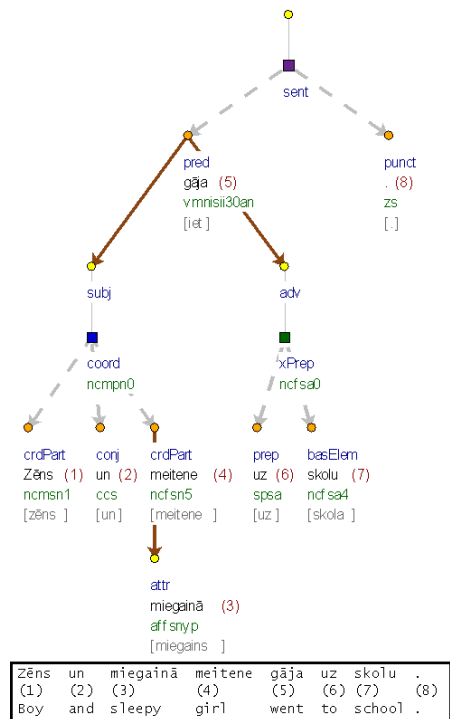 sent
pred punct
gāja (5) . (8)
vmnisii30an zs
[iet] [.]
subj adv
coord xPrep
ncmpn0 ncfsa0
crdPart conj crdPart prep basElem
Zēns (1) un (2) meitene (4) uz (6) skolu (7)
ncmsn1 ccs ncfsn5 spsa ncfsa4
[zēns ] [un] [meitene ] [uz ] [skola ]
attr
miegainā (3)
affsnyp
[miegains ]
Zēns un miegainā meitene gāja uz skolu .
(1) (2) (3) (4) (5) (6) (7) (8)
Boy and sleepy girl went to school .